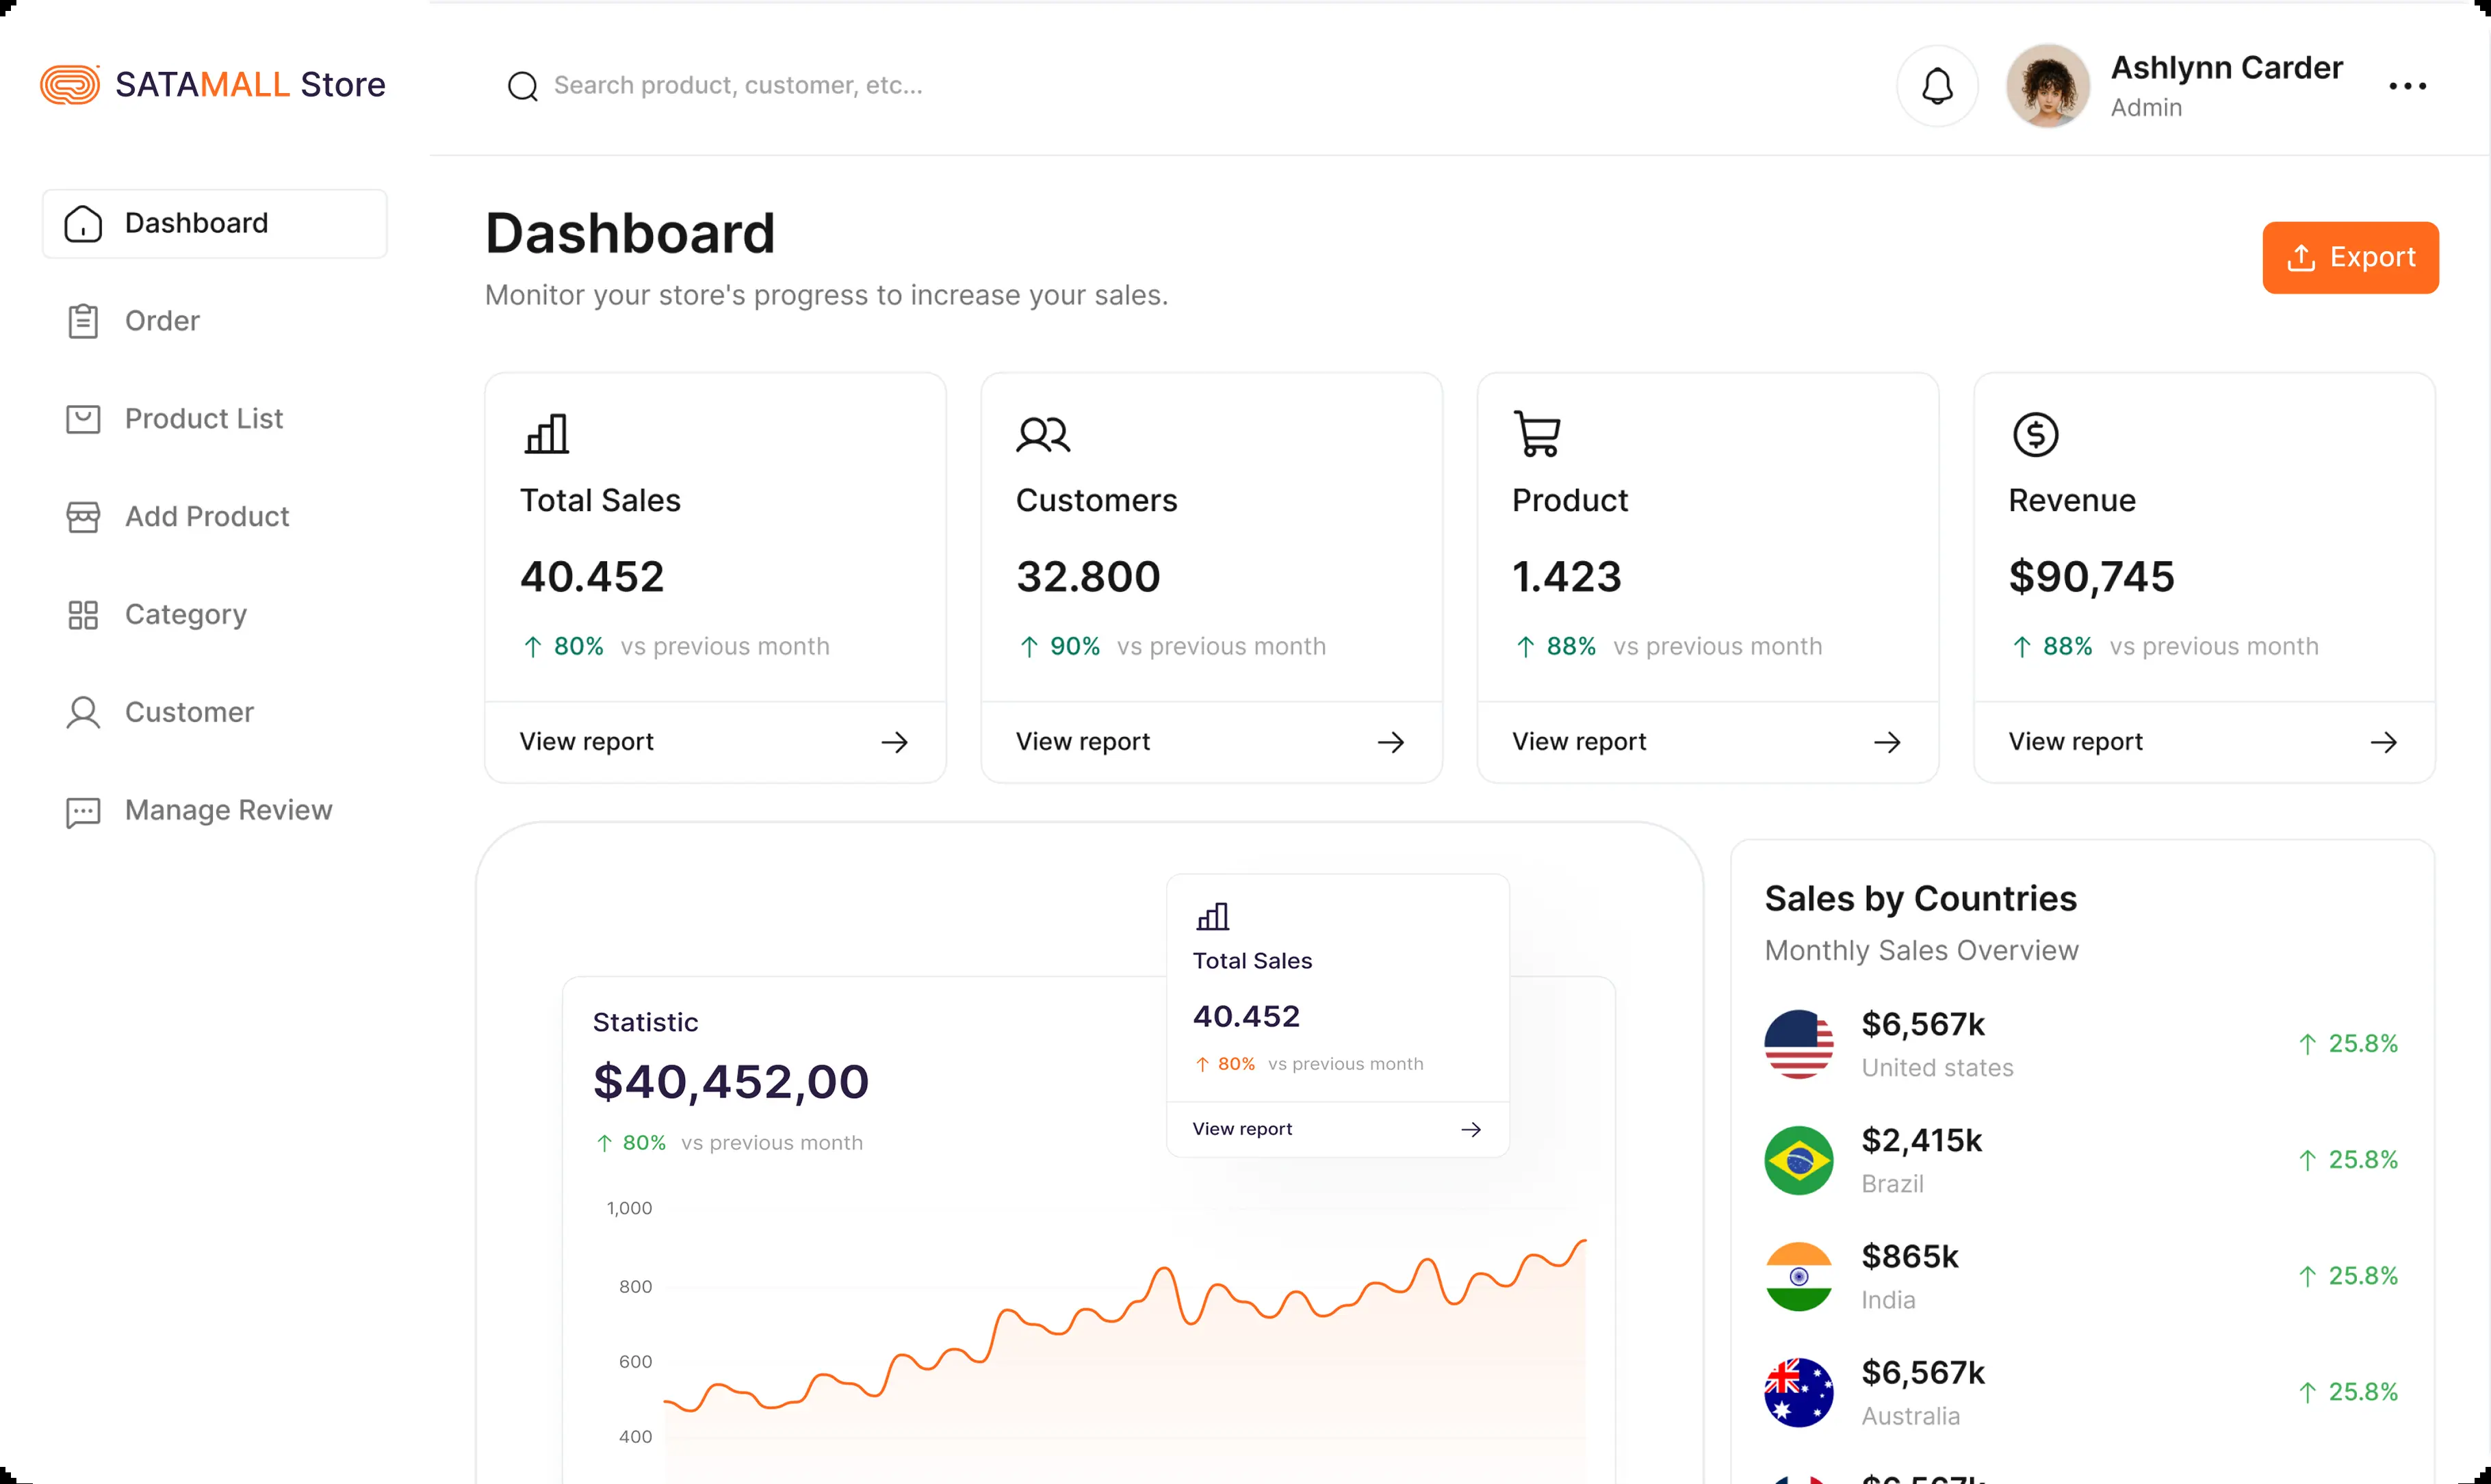 SATAMALL Store
Search product, customer, etc...
Ashlynn Carder
Admin
Dashboard
Order
Product List
Add Product
Category
Customer
Manage Review
Dashboard
Monitor your store's progress to increase your sales.
Export
Total Sales
40.452
80% vs previous month
View report
Customers
32.800
90% vs previous month
View report
Product
1.423
88% vs previous month
View report
Revenue
$90,745
88% vs previous month
View report
Statistic
$40,452,00
80% vs previous month
Total Sales
40.452
80% vs previous month
View report
1,000
800
600
400
Sales by Countries
Monthly Sales Overview
$6,567k
United states
25.8%
$2,415k
Brazil
25.8%
$865k
India
25.8%
$6,567k
Australia
25.8%